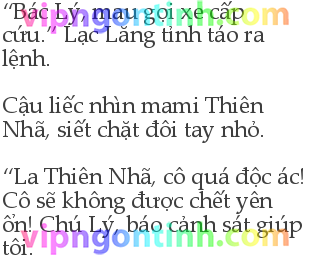 “Bác Lý, mau gọi xe cấp
cứu.” Lạc Lăng tỉnh táo ra
lệnh.
Cậu liếc nhìn mami Thiên
Nhã, siết chặt đôi tay nhỏ.
“La Thiên Nhã, cô quá độc ác!
Cô sẽ không được chết yên
ổn! Chú Lý, báo cảnh sát giúp
tôi.
vipngontinh.com
vipngontinh.com